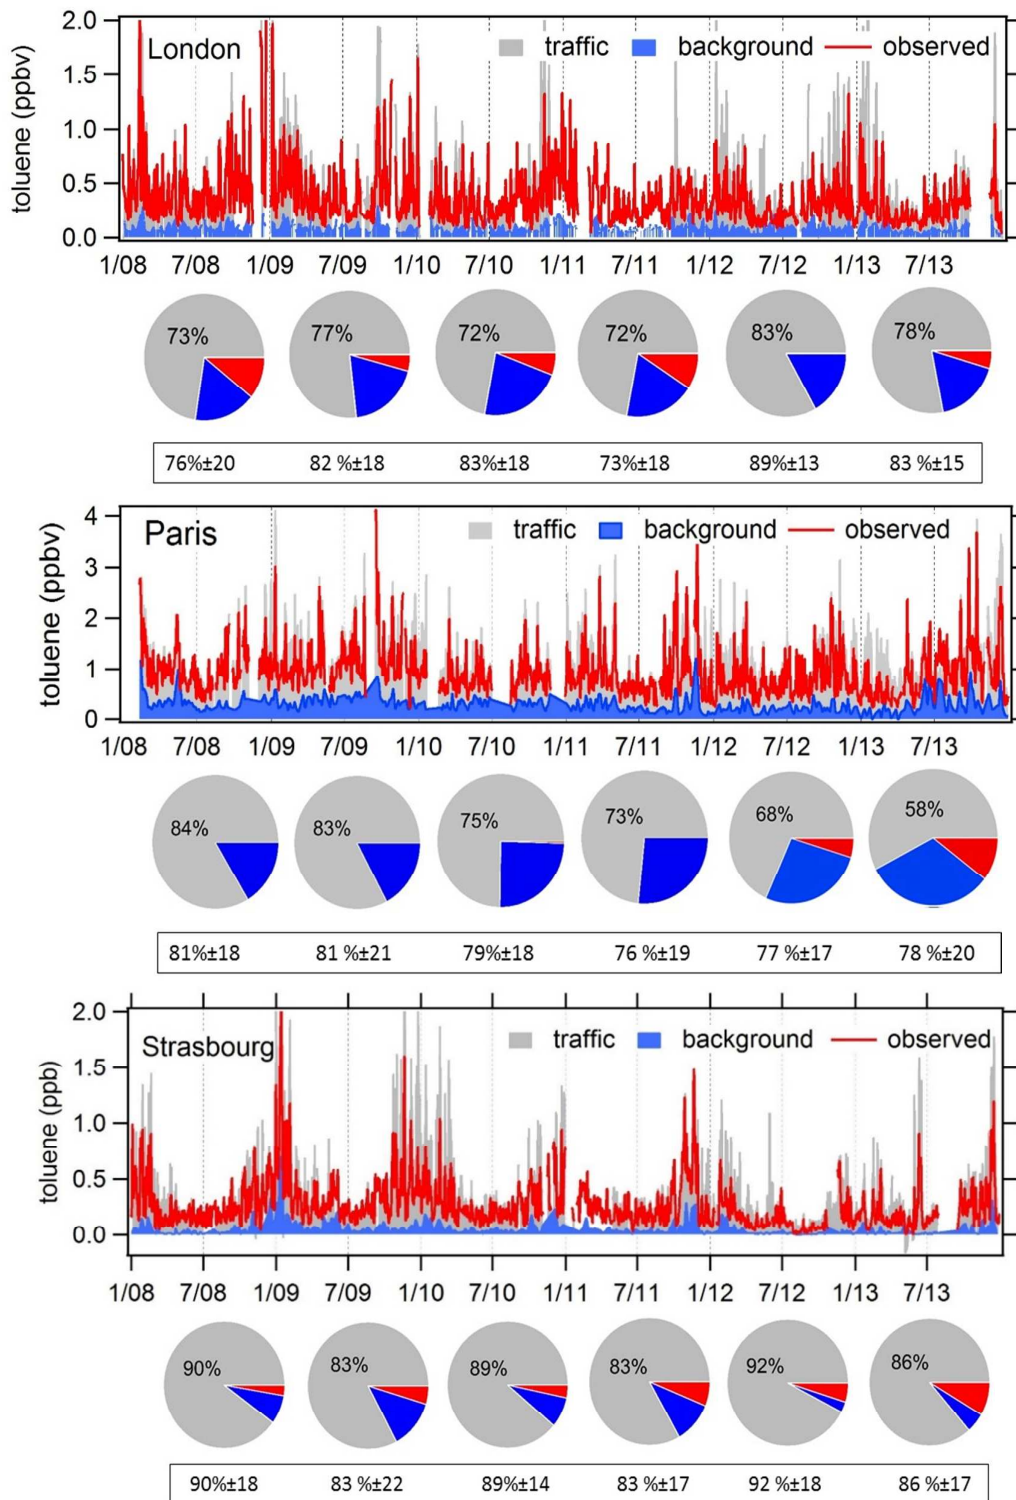 London traffic background observed
toluene (ppbv)
2.0
1.5
1.0
0.5
0.0
1/08 7/08 1/09 7/09 1/10 7/10 1/11 7/11 1/12 7/12 1/13 7/13
73% 77% 72% 72% 83% 78%
76%±20 82 %±18 83%±18 73%±18 89%±13 83 %±15
Paris traffic background observed
toluene (ppbv)
4
3
2
1
0
1/08 7/08 1/09 7/09 1/10 7/10 1/11 7/11 1/12 7/12 1/13 7/13
84% 83% 75% 73% 68% 58%
81%±18 81 %±21 79%±18 76 %±19 77 %±17 78 %±20
Strasbourg traffic background observed
toluene (ppb)
2.0
1.5
1.0
0.5
0.0
1/08 7/08 1/09 7/09 1/10 7/10 1/11 7/11 1/12 7/12 1/13 7/13
90% 83% 89% 83% 92% 86%
90%±18 83 %±22 89%±14 83 %±17 92 %±18 86 %±17